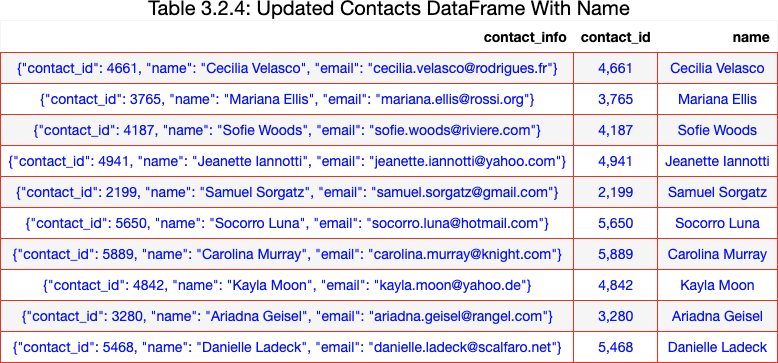 Table 3.2.4: Updated Contacts DataFrame With Name
contact_info contact_id name
{"contact_id": 4661, "name": "Cecilia Velasco", "email": "cecilia.velasco@rodrigues.fr"} 4,661 Cecilia Velasco
{"contact_id": 3765, "name": "Mariana Ellis", "email": "mariana.ellis@rossi.org"} 3,765 Mariana Ellis
{"contact_id": 4187, "name": "Sofie Woods", "email": "sofie.woods@riviere.com"} 4,187 Sofie Woods
{"contact_id": 4941, "name": "Jeanette Iannotti", "email": "jeanette.iannotti@yahoo.com"} 4,941 Jeanette Iannotti
{"contact_id": 2199, "name": "Samuel Sorgatz", "email": "samuel.sorgatz@gmail.com"} 2,199 Samuel Sorgatz
{"contact_id": 5650, "name": "Socorro Luna", "email": "socorro.luna@hotmail.com"} 5,650 Socorro Luna
{"contact_id": 5889, "name": "Carolina Murray", "email": "carolina.murray@knight.com"} 5,889 Carolina Murray
{"contact_id": 4842, "name": "Kayla Moon", "email": "kayla.moon@yahoo.de"} 4,842 Kayla Moon
{"contact_id": 3280, "name": "Ariadna Geisel", "email": "ariadna.geisel@rangel.com"} 3,280 Ariadna Geisel
{"contact_id": 5468, "name": "Danielle Ladeck", "email": "danielle.ladeck@scalfaro.net"} 5,468 Danielle Ladeck